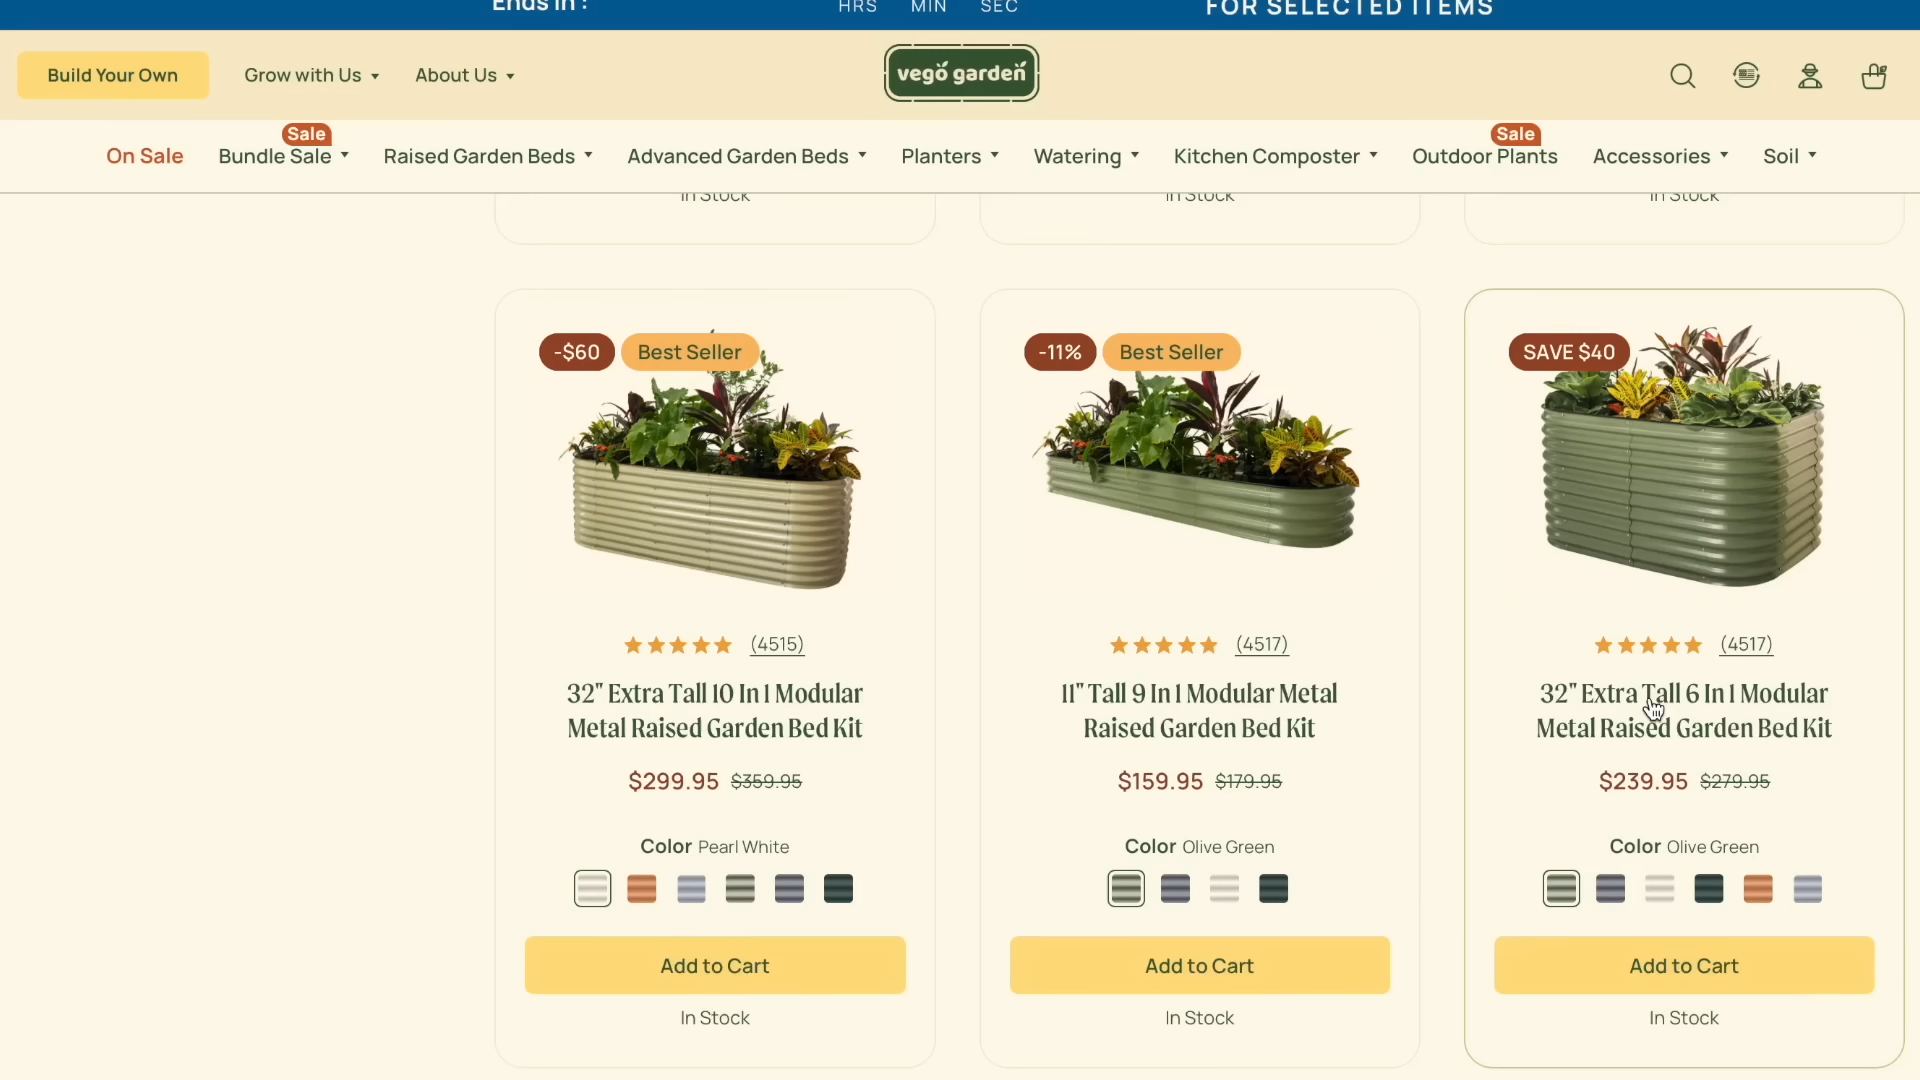 Ends in :
HRS MIN SEC
FOR SELECTED ITEMS
Build Your Own
Grow with Us
About Us
vego garden
On Sale
Bundle Sale
Sale
Raised Garden Beds
Advanced Garden Beds
Planters
Watering
Kitchen Composter
Outdoor Plants
Sale
Accessories
Soil
In Stock
In Stock
In Stock
-$60
Best Seller
(4515)
32" Extra Tall 10 In 1 Modular
Metal Raised Garden Bed Kit
$299.95 $359.95
Color Pearl White
Add to Cart
In Stock
-11%
Best Seller
(4517)
11" Tall 9 In 1 Modular Metal
Raised Garden Bed Kit
$159.95 $179.95
Color Olive Green
Add to Cart
In Stock
SAVE $40
(4517)
32" Extra Tall 6 In 1 Modular
Metal Raised Garden Bed Kit
$239.95 $279.95
Color Olive Green
Add to Cart
In Stock